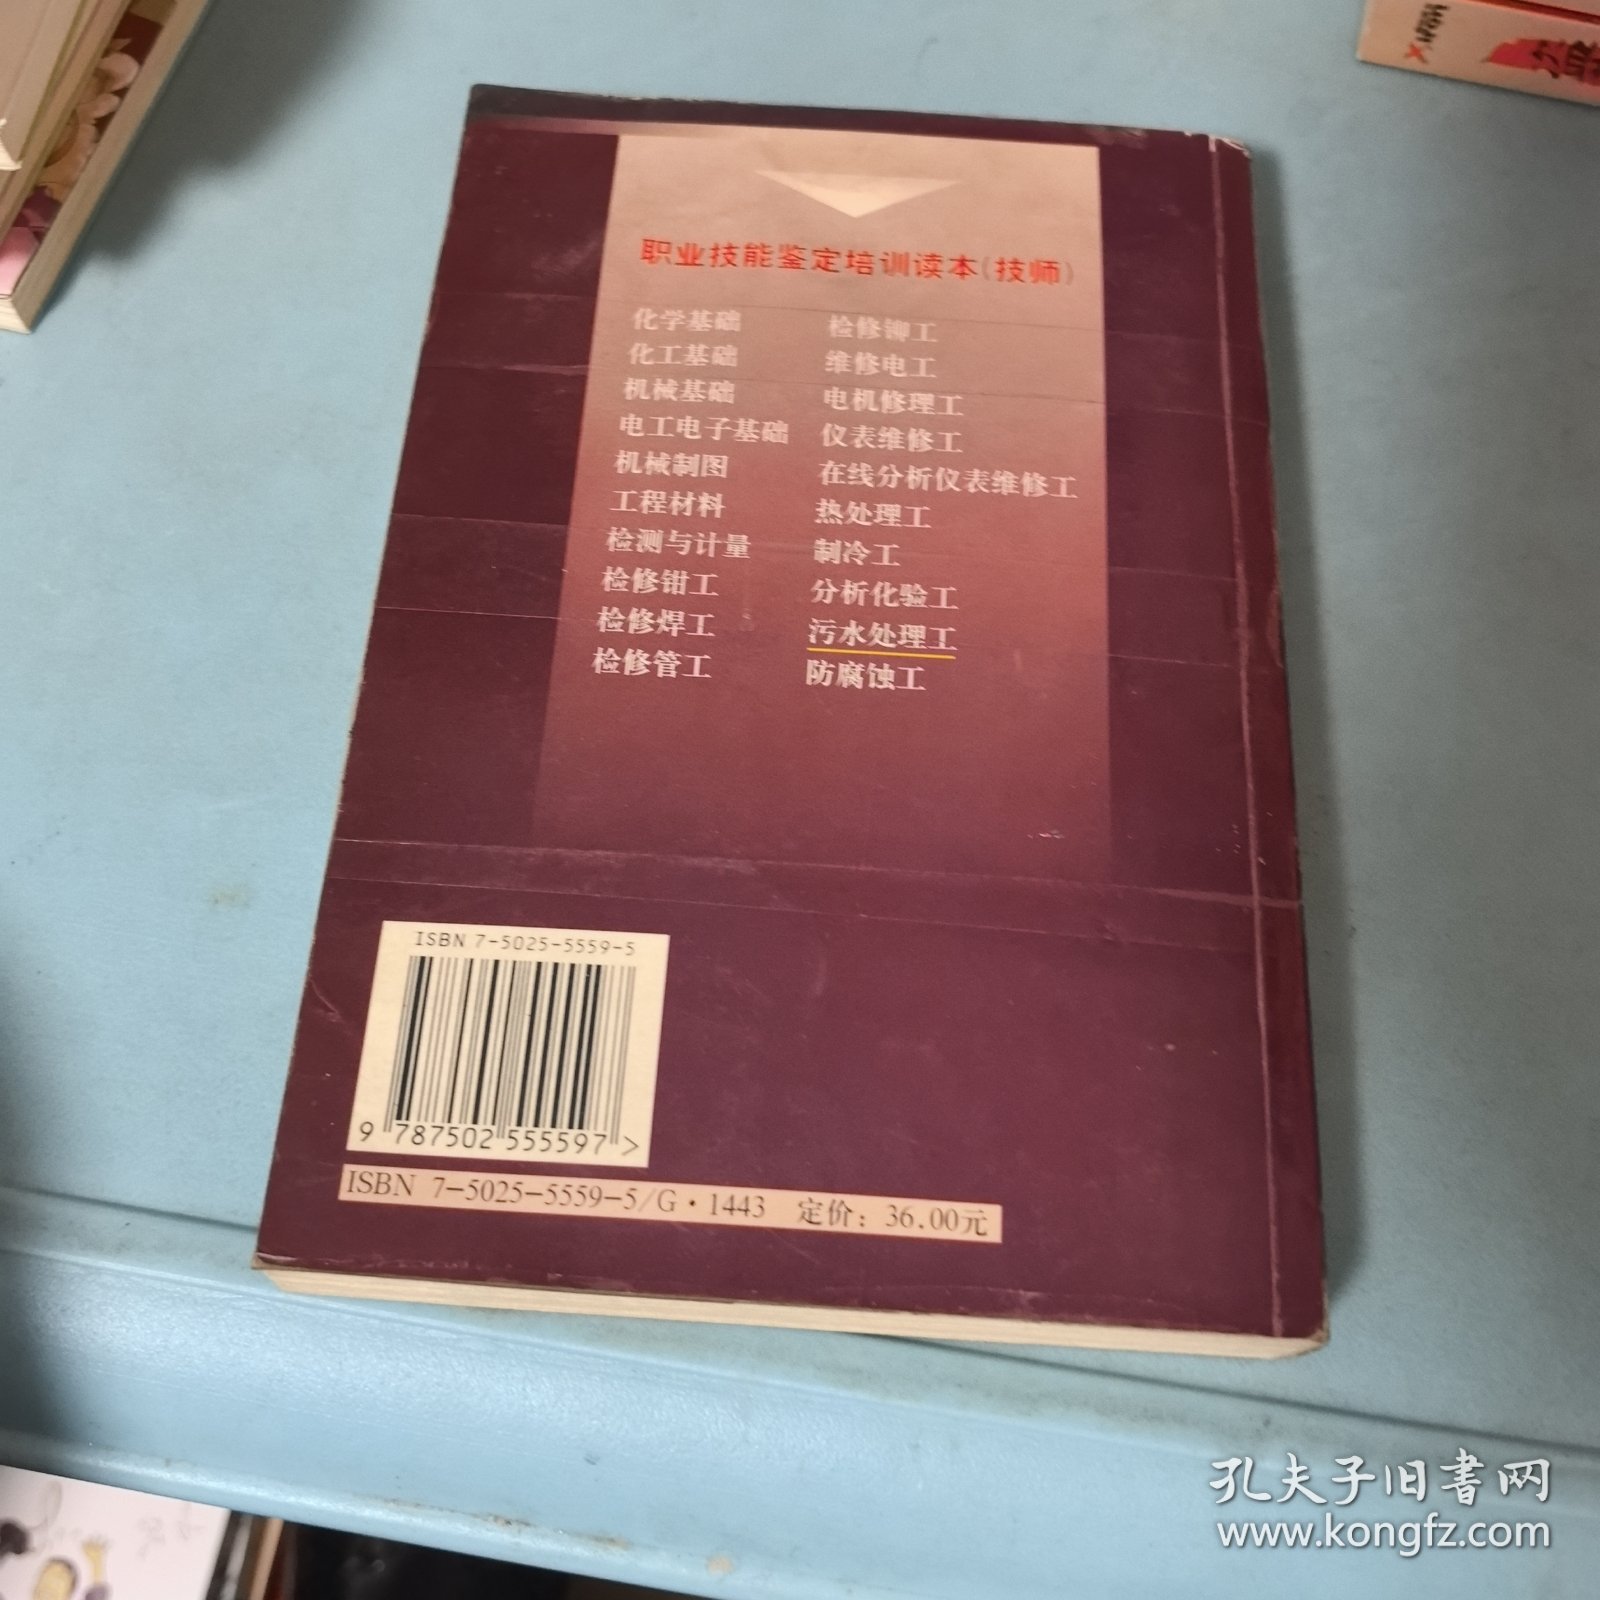 职业技能鉴定培训读本(技师)
化学基础
化工基础
机械基础
电工电子基础
机械制图
工程材料
检测与计量
检修钳工
检修焊工
检修管工
检修铆工
维修电工
电机修理工
仪表维修工
在线分析仪表维修工
热处理工
制冷工
分析化验工
污水处理工
防腐蚀工
ISBN 7-5025-5559-5
9 787502 555597 >
ISBN 7-5025-5559-5/G·1443 定价：36.00元
孔夫子旧书网
www.kongfz.com